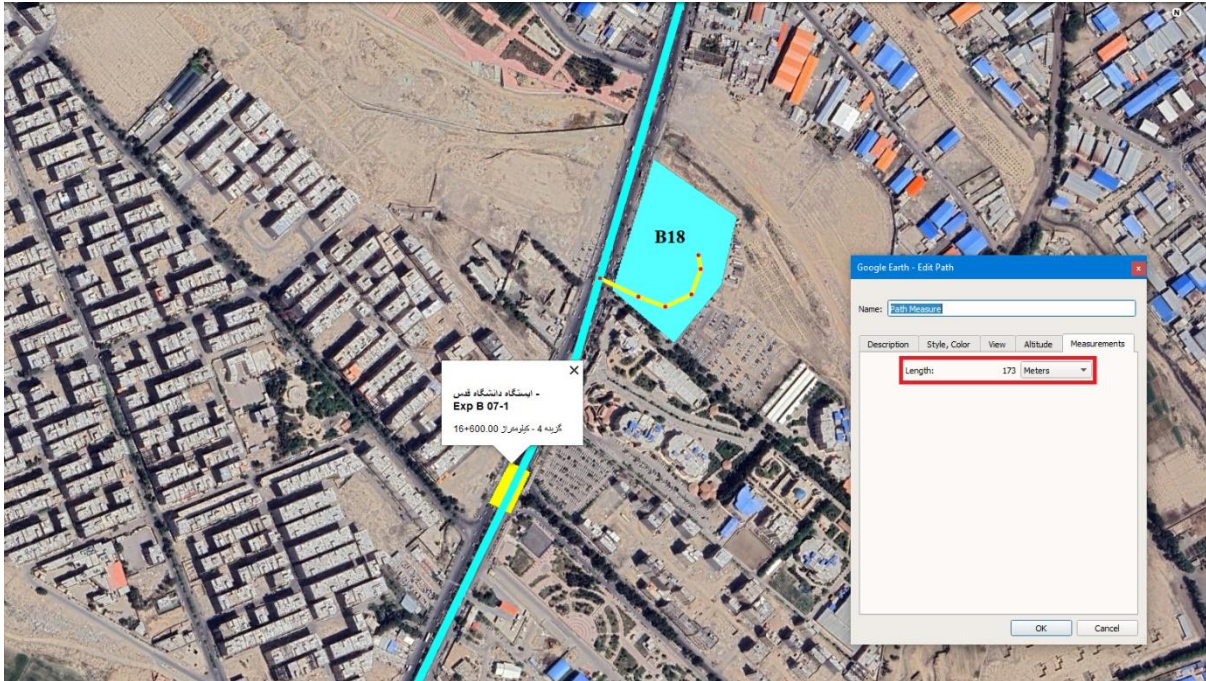 N
B18
- ایستگاه دانشگاه قدس
Exp B 07-1
گزینه 4 - کیلومتراژ 16+600.00
Google Earth - Edit Path
Name: Path Measure
Description Style, Color View Altitude Measurements
Length: 173 Meters
OK Cancel